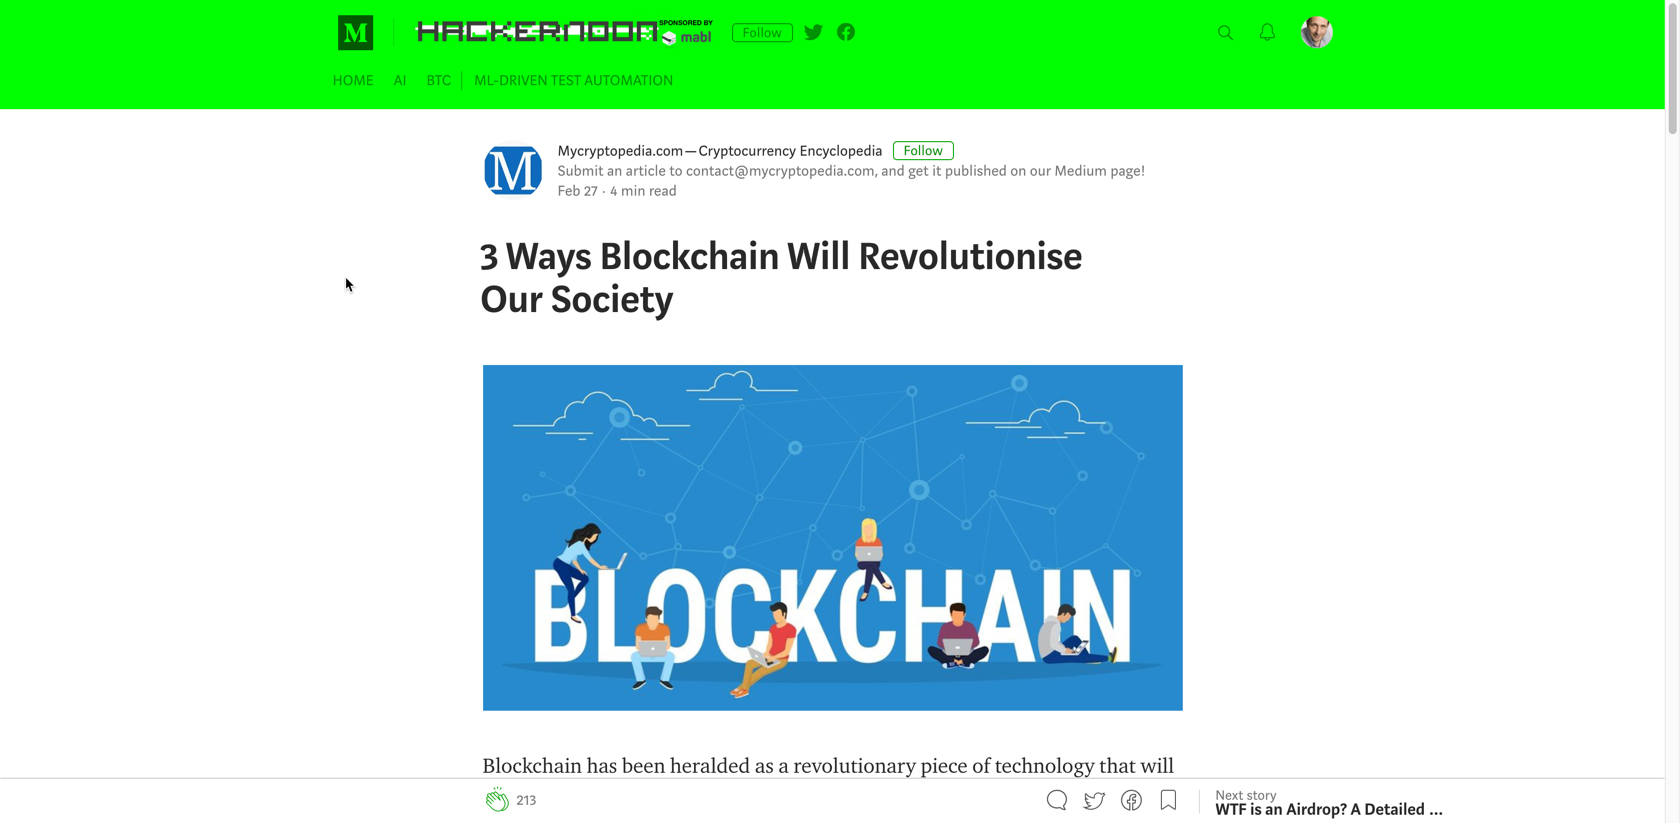 M
HACKERNOON
SPONSORED BY
mabl
Follow
HOME AI BTC ML-DRIVEN TEST AUTOMATION
M
Mycryptopedia.com — Cryptocurrency Encyclopedia Follow
Submit an article to contact@mycryptopedia.com, and get it published on our Medium page!
Feb 27 · 4 min read
3 Ways Blockchain Will Revolutionise
Our Society
BLOCKCHAIN
Blockchain has been heralded as a revolutionary piece of technology that will
213
Next story
WTF is an Airdrop? A Detailed ...